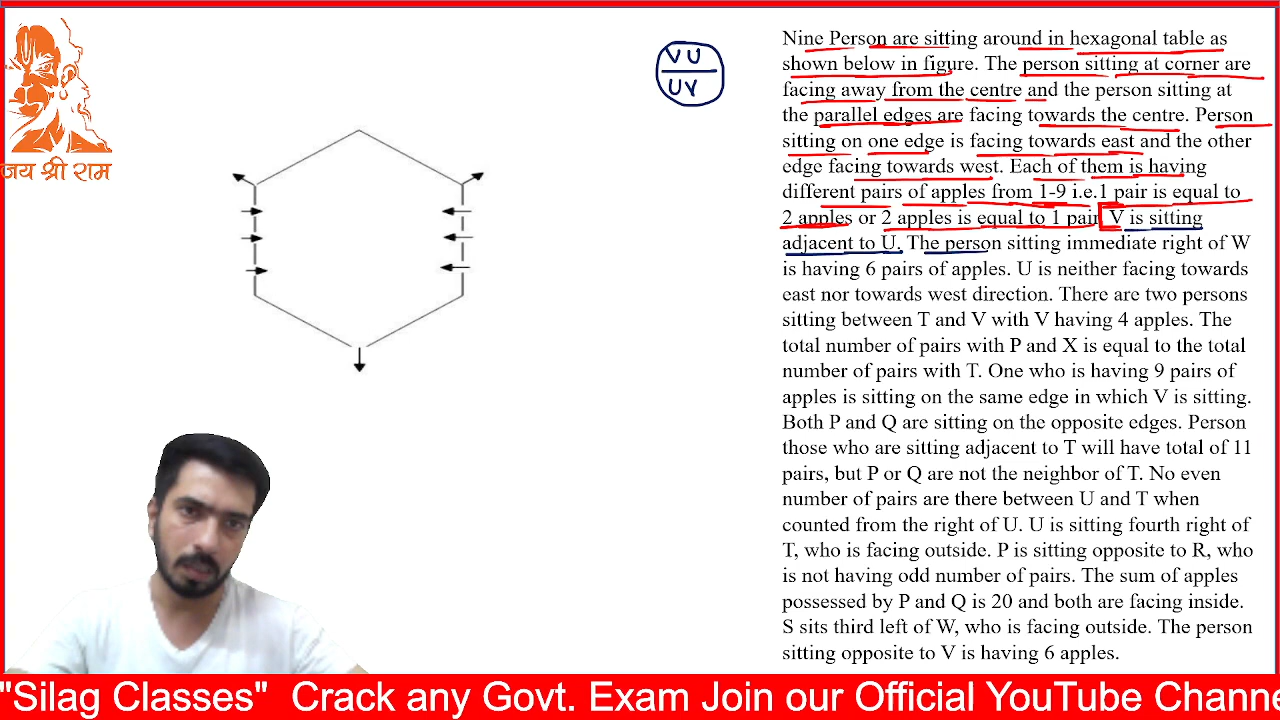 Nine Person are sitting around in hexagonal table as
shown below in figure. The person sitting at corner are
facing away from the centre and the person sitting at
the parallel edges are facing towards the centre. Person
sitting on one edge is facing towards east and the other
edge facing towards west. Each of them is having
different pairs of apples from 1-9 i.e.1 pair is equal to
2 apples or 2 apples is equal to 1 pair. V is sitting
adjacent to U. The person sitting immediate right of W
is having 6 pairs of apples. U is neither facing towards
east nor towards west direction. There are two persons
sitting between T and V with V having 4 apples. The
total number of pairs with P and X is equal to the total
number of pairs with T. One who is having 9 pairs of
apples is sitting on the same edge in which V is sitting.
Both P and Q are sitting on the opposite edges. Person
those who are sitting adjacent to T will have total of 11
pairs, but P or Q are not the neighbor of T. No even
number of pairs are there between U and T when
counted from the right of U. U is sitting fourth right of
T, who is facing outside. P is sitting opposite to R, who
is not having odd number of pairs. The sum of apples
possessed by P and Q is 20 and both are facing inside.
S sits third left of W, who is facing outside. The person
sitting opposite to V is having 6 apples.
VU
UV
जय श्री राम
"Silag Classes" Crack any Govt. Exam Join our Official YouTube Channe